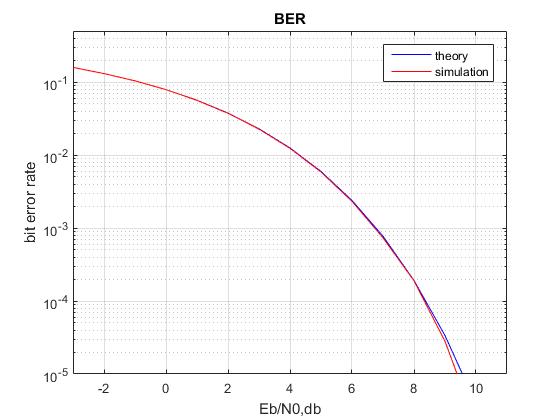 BER
theory
simulation
bit error rate
10-1
10-2
10-3
10-4
10-5
-2 0 2 4 6 8 10
Eb/N0,db